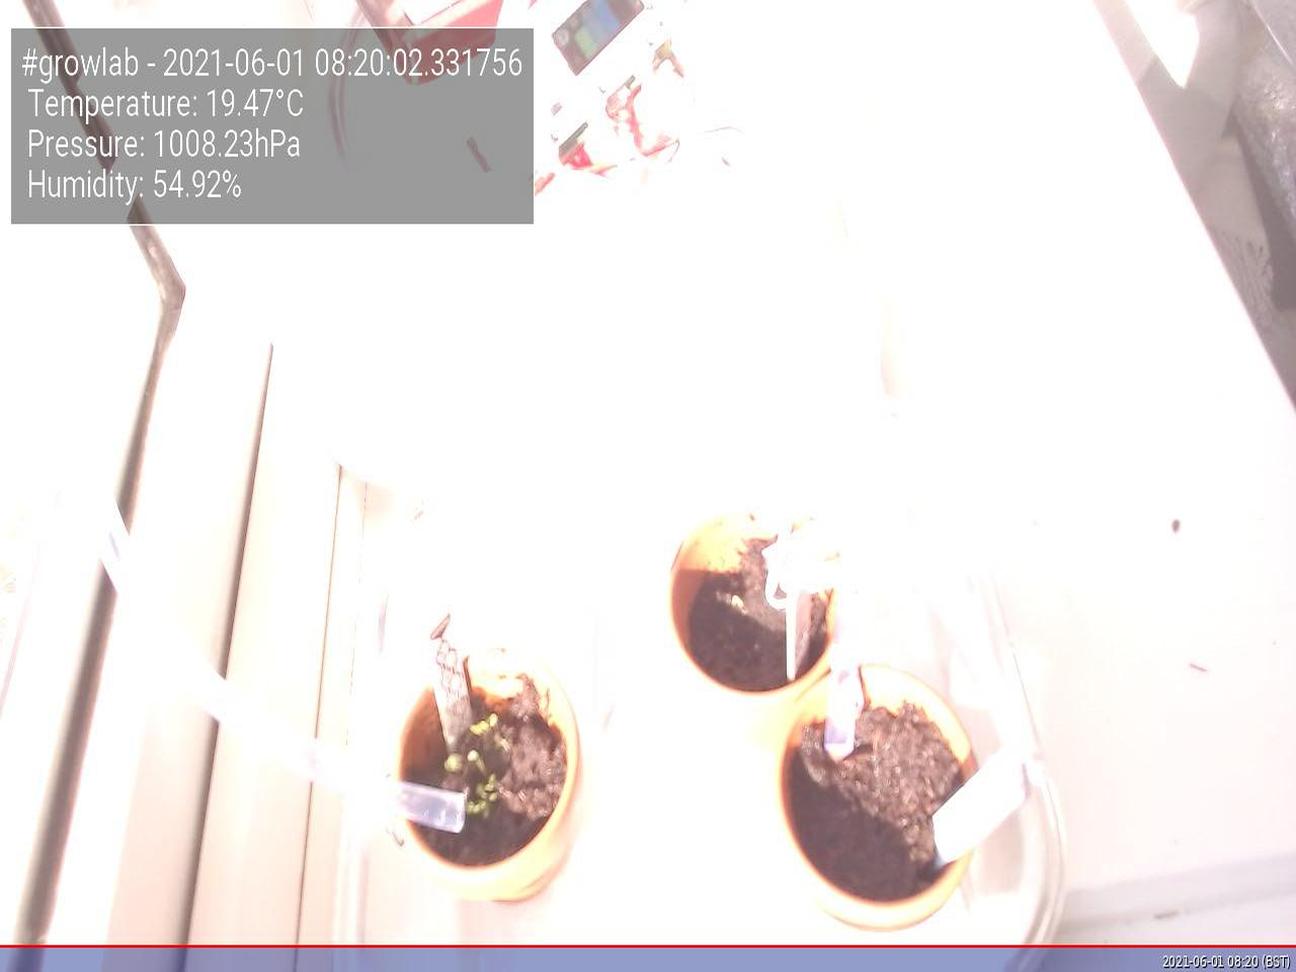 #growlab - 2021-06-01 08:20:02.331756
Temperature: 19.47°C
Pressure: 1008.23hPa
Humidity: 54.92%
2021-06-01 08:20 (BST)